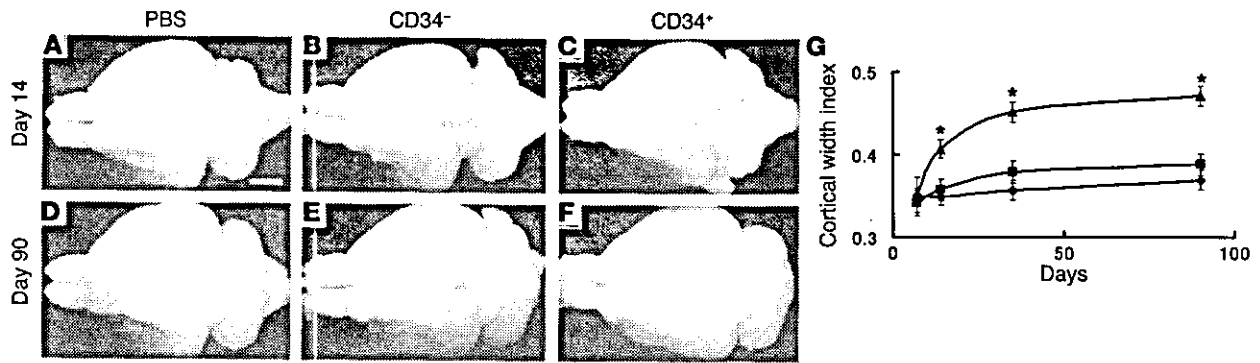 PBS CD34⁻ CD34⁺
A B C G
Day 14
D E F
Day 90
Cortical width index
0.5
0.4
0.3
* * *
0 50 100
Days